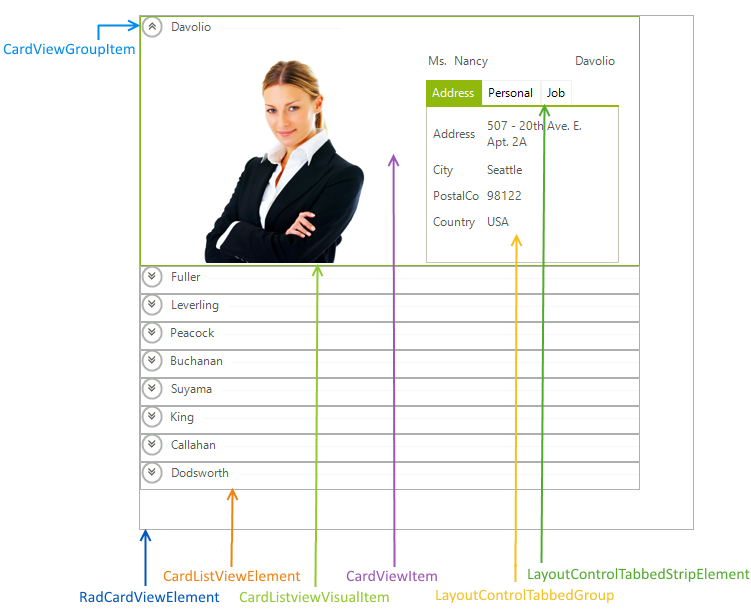 Davolio
CardViewGroupItem
Ms. Nancy Davolio
Address Personal Job
Address 507 - 20th Ave. E.
Apt. 2A
City Seattle
PostalCo 98122
Country USA
Fuller
Leverling
Peacock
Buchanan
Suyama
King
Callahan
Dodsworth
CardListViewElement CardViewItem LayoutControlTabbedStripElement
RadCardViewElement CardListviewVisualItem LayoutControlTabbedGroup